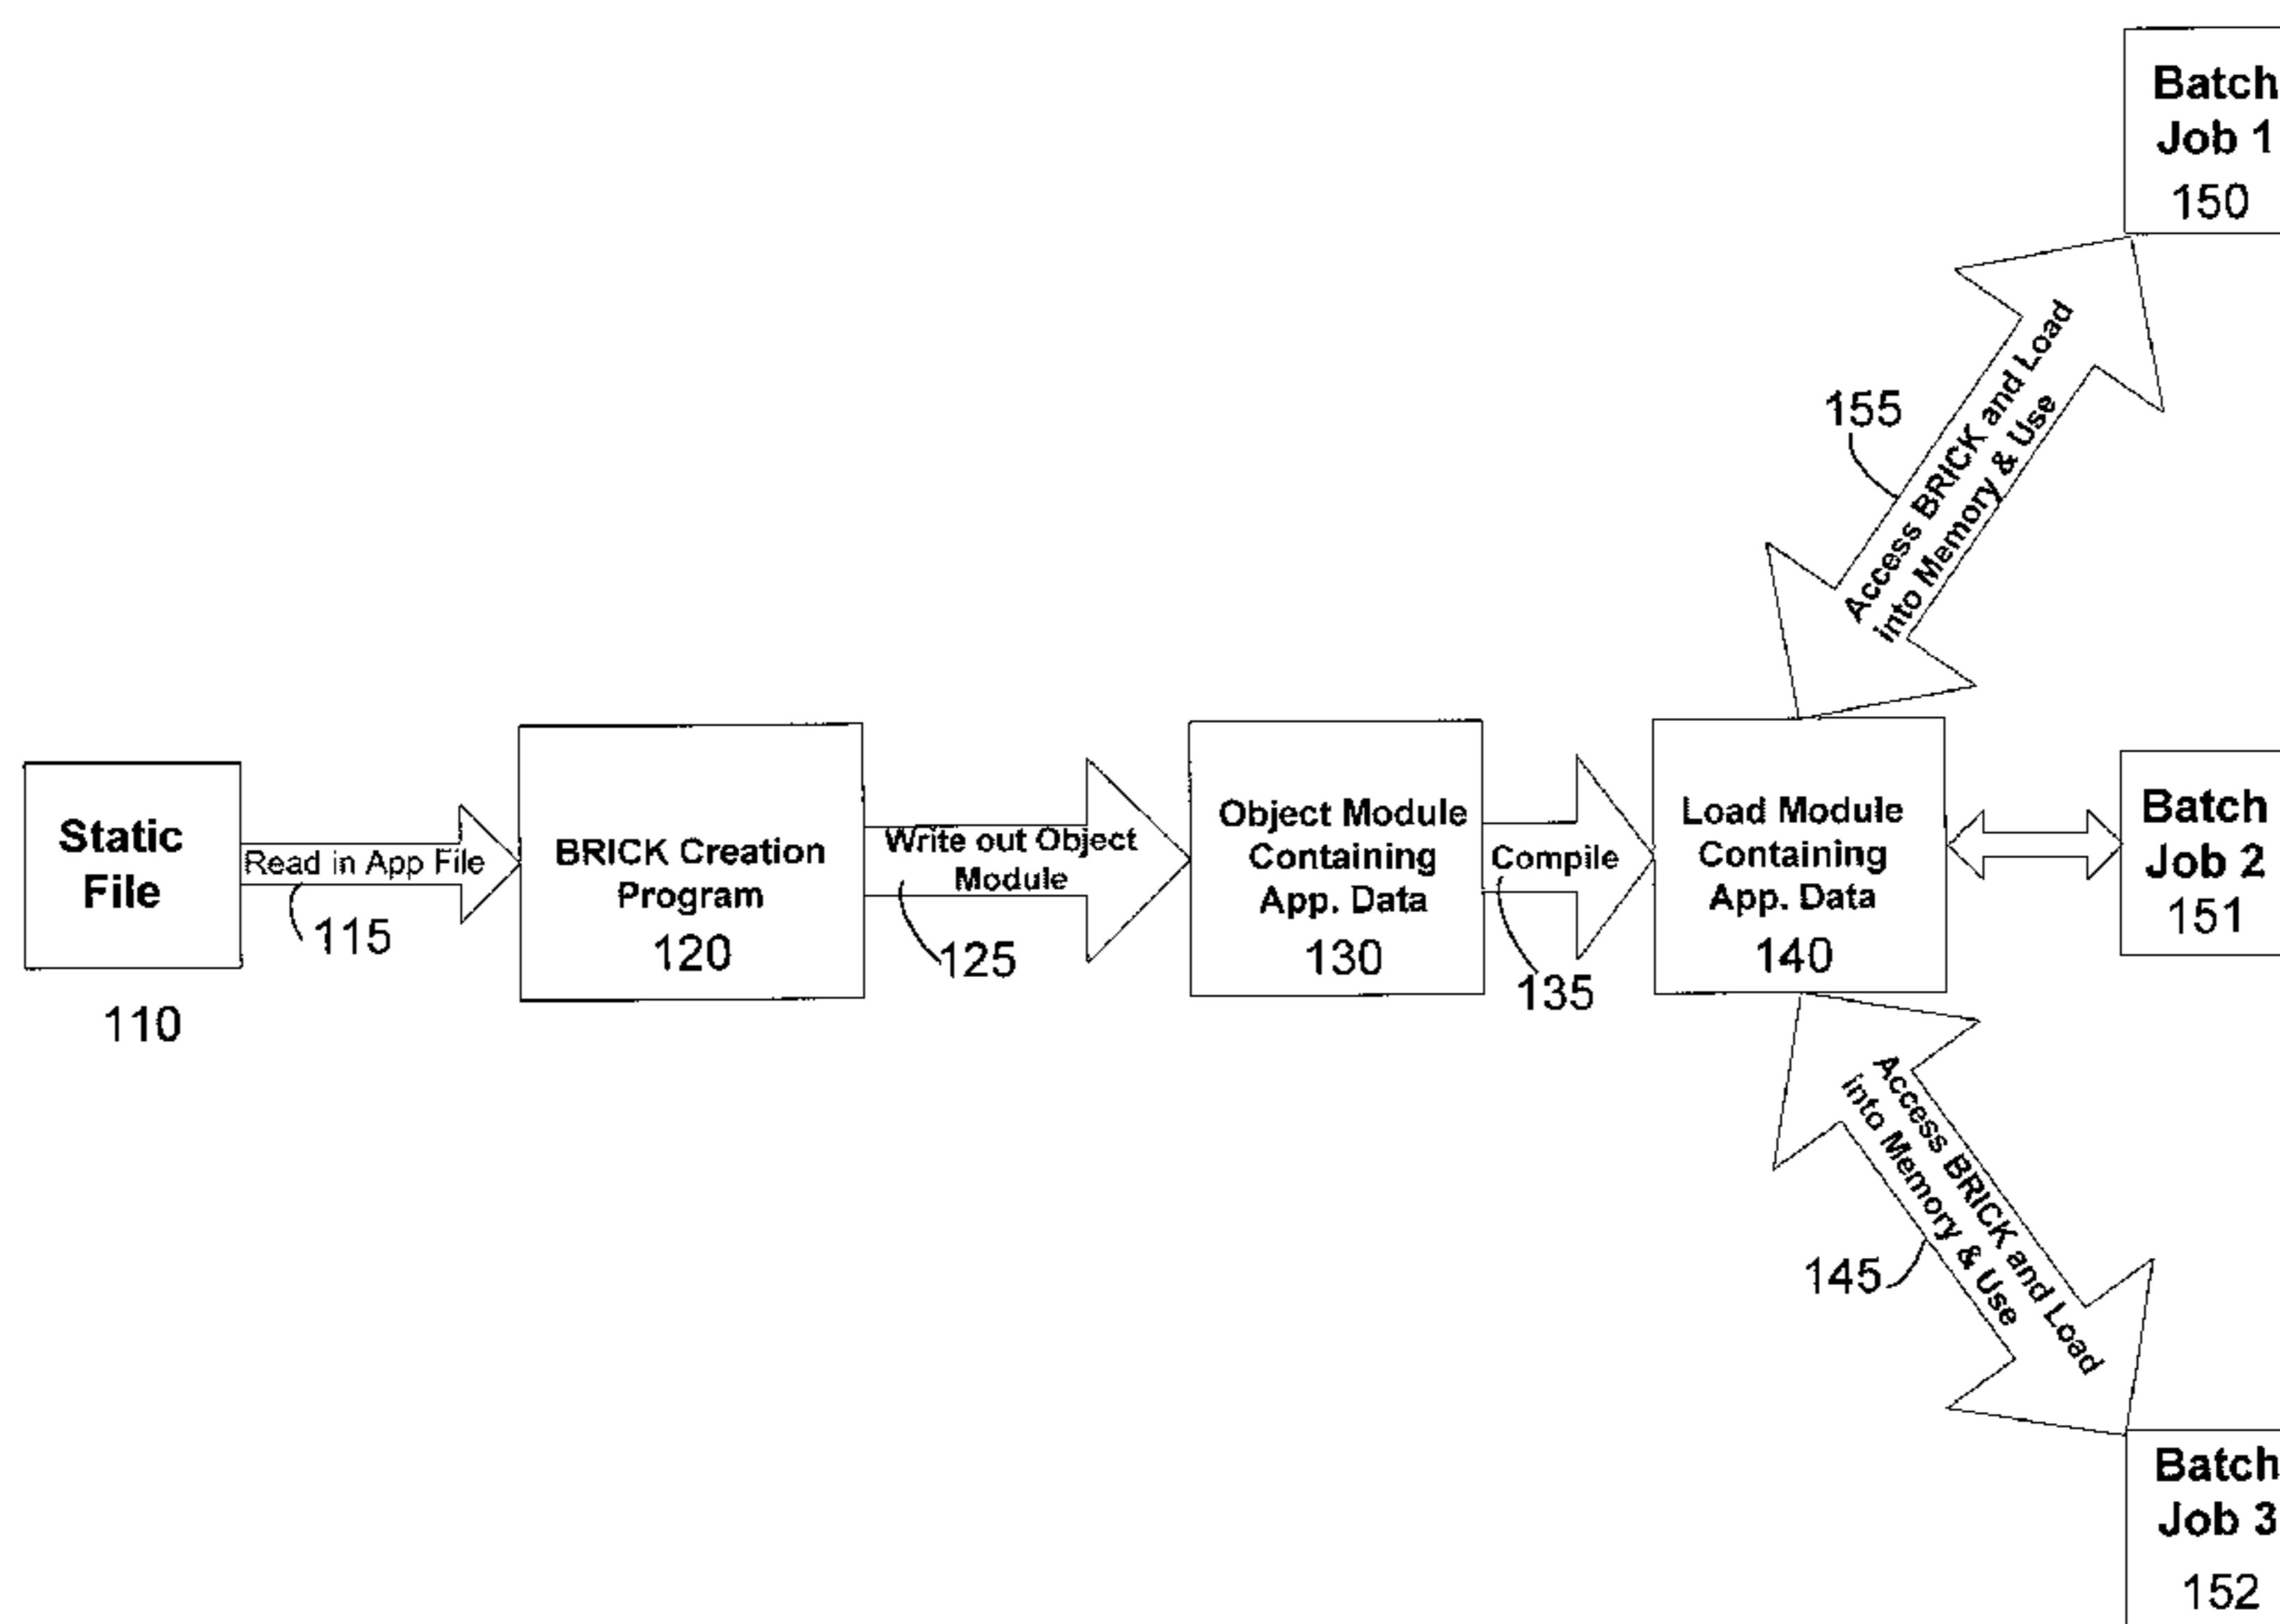 Batch
Job 1
150
155
Access BRICK and Load
into Memory & Use
Static
File
110
Read in App File
115
BRICK Creation
Program
120
Write out Object
Module
125
Object Module
Containing
App. Data
130
Compile
135
Load Module
Containing
App. Data
140
Batch
Job 2
151
Access BRICK and Load
into Memory & Use
145
Batch
Job 3
152